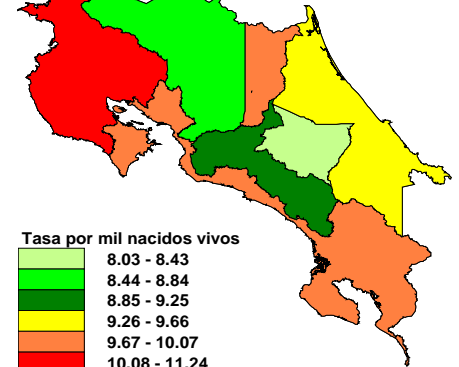 Tasa por mil nacidos vivos
8.03 - 8.43
8.44 - 8.84
8.85 - 9.25
9.26 - 9.66
9.67 - 10.07
10.08 - 11.24